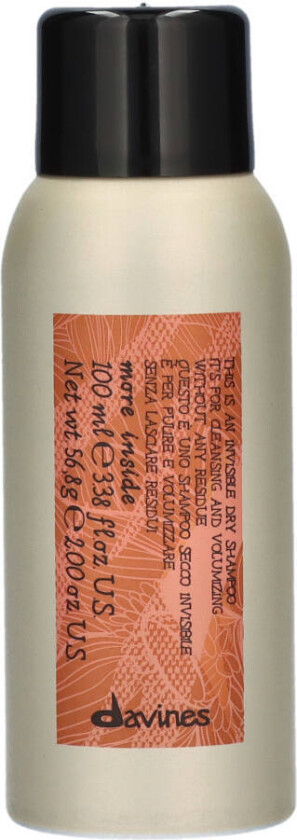 THIS IS AN INVISIBLE DRY SHAMPOO
IT'S FOR CLEANSING AND VOLUMIZING
WITHOUT ANY RESIDUE
QUESTO È UNO SHAMPOO SECCO INVISIBILE
È PER PULIRE E VOLUMIZZARE
SENZA LASCIARE RESIDUI
more inside
100 ml ℮ 3.38 fl.oz US
Net wt 56.8g ℮ 2.00 oz US
davines